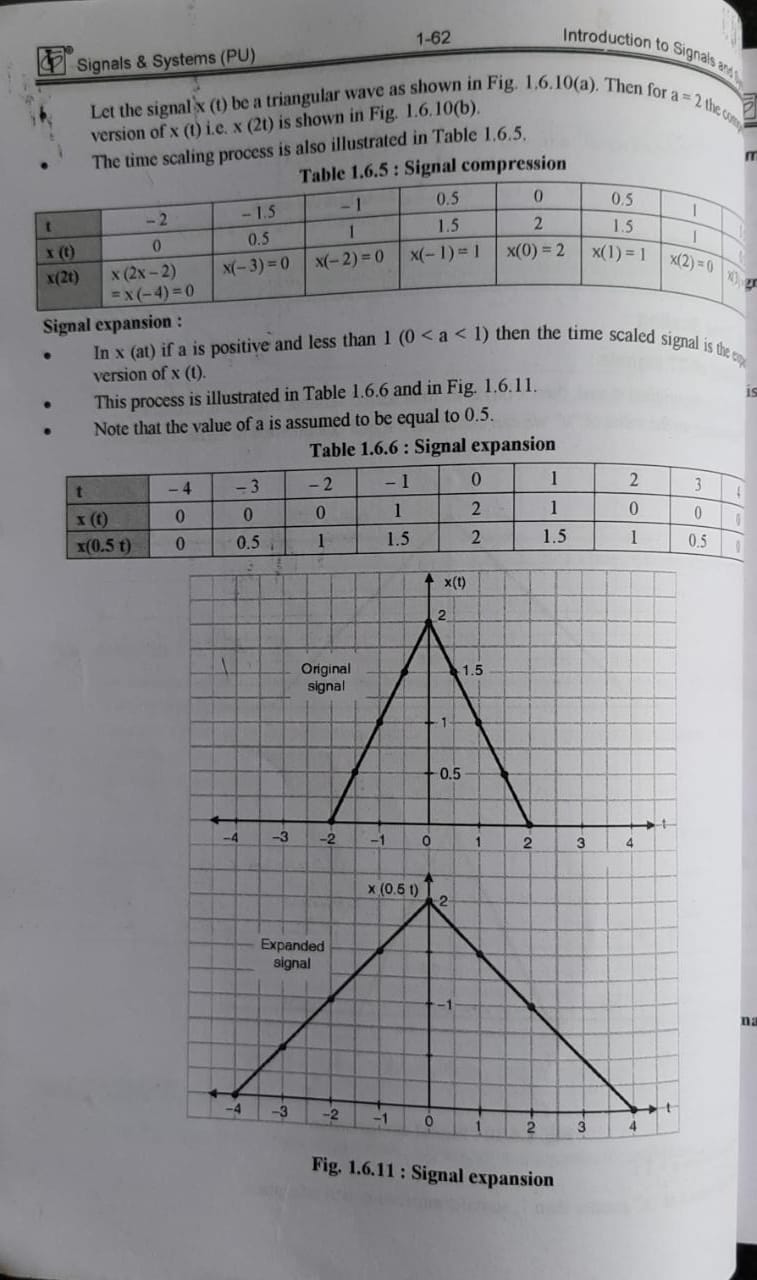 Signals & Systems (PU)
1-62
Introduction to Signals and
Let the signal x (t) be a triangular wave as shown in Fig. 1.6.10(a). Then for a = 2 the
version of x (t) i.e. x (2t) is shown in Fig. 1.6.10(b).
• The time scaling process is also illustrated in Table 1.6.5.
Table 1.6.5 : Signal compression
t – 2 – 1.5 – 1 0.5 0 0.5 1
x (t) 0 0.5 1 1.5 2 1.5 1
x(2t) x (2x – 2) x(– 3) = 0 x(– 2) = 0 x(– 1) = 1 x(0) = 2 x(1) = 1 x(2) = 0
= x (– 4) = 0
Signal expansion :
• In x (at) if a is positive and less than 1 (0 < a < 1) then the time scaled signal is the
version of x (t).
• This process is illustrated in Table 1.6.6 and in Fig. 1.6.11.
• Note that the value of a is assumed to be equal to 0.5.
Table 1.6.6 : Signal expansion
t – 4 – 3 – 2 – 1 0 1 2 3 4
x (t) 0 0 0 1 2 1 0 0 0
x(0.5 t) 0 0.5 1 1.5 2 1.5 1 0.5 0
x(t)
2
Original
signal
1.5
1
0.5
t
–4 –3 –2 –1 0 1 2 3 4
x (0.5 t)
2
Expanded
signal
1
t
–4 –3 –2 –1 0 1 2 3 4
Fig. 1.6.11 : Signal expansion
is